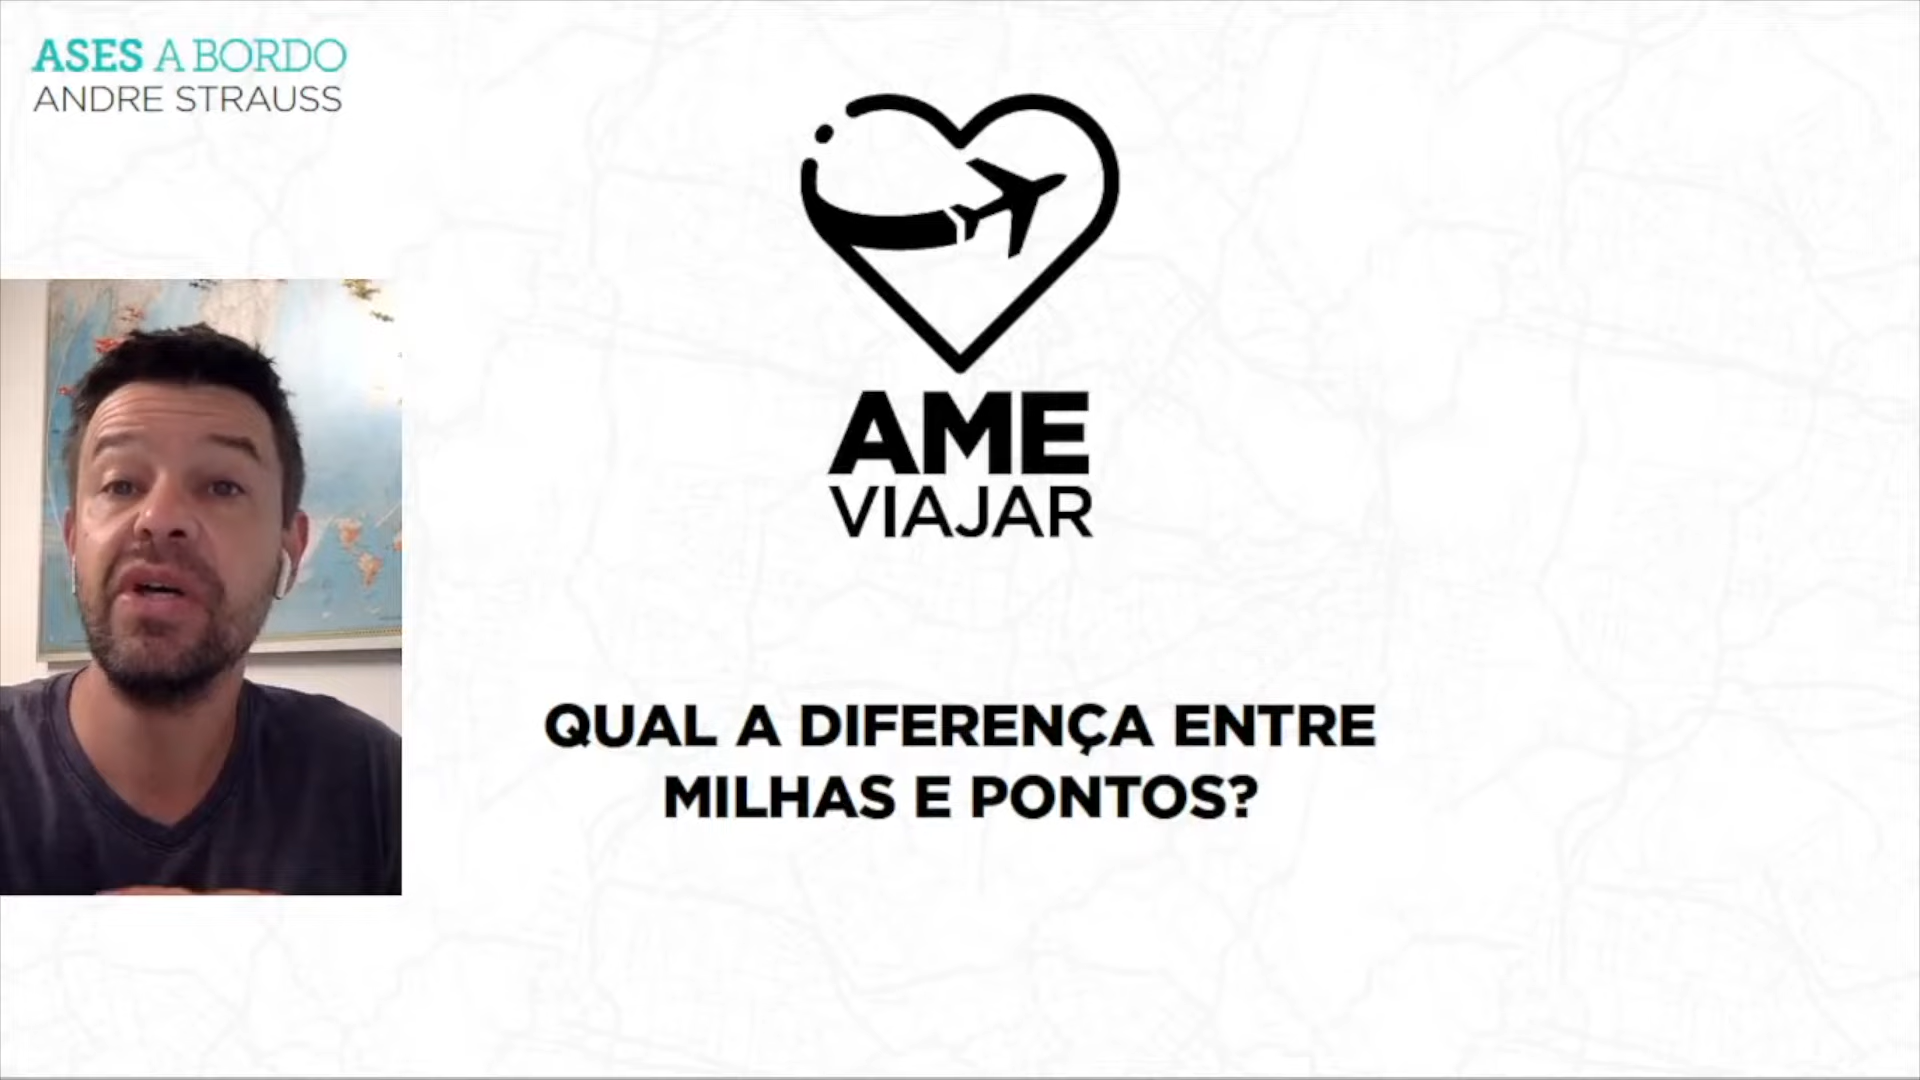 ASES A BORDO
ANDRE STRAUSS
AME
VIAJAR
QUAL A DIFERENÇA ENTRE
MILHAS E PONTOS?